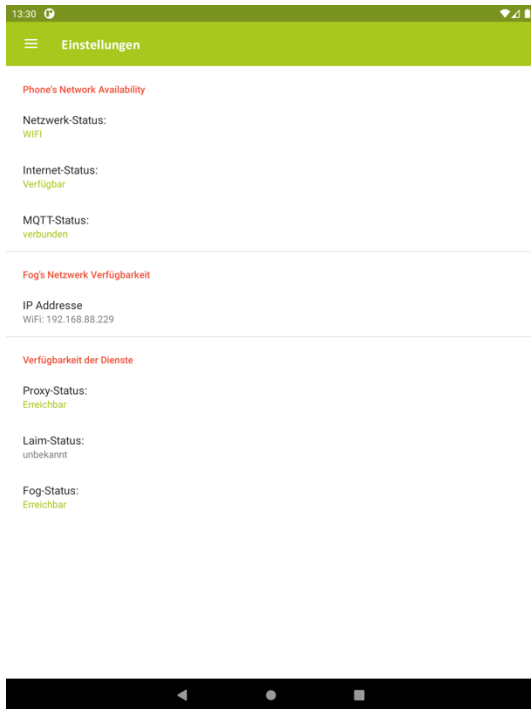 13:30
Einstellungen
Phone's Network Availability
Netzwerk-Status:
WIFI
Internet-Status:
Verfügbar
MQTT-Status:
verbunden
Fog's Netzwerk Verfügbarkeit
IP Addresse
WiFi: 192.168.88.229
Verfügbarkeit der Dienste
Proxy-Status:
Erreichbar
Laim-Status:
unbekannt
Fog-Status:
Erreichbar